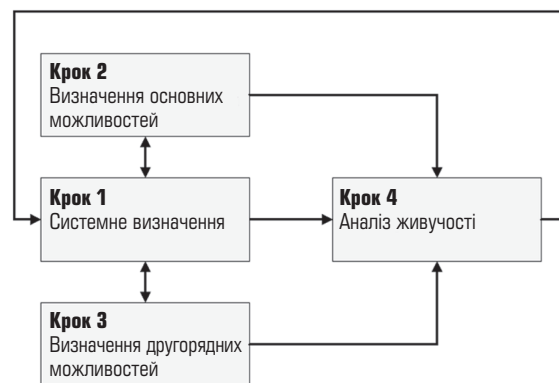 Крок 2
Визначення основних
можливостей
Крок 1
Системне визначення
Крок 4
Аналіз живучості
Крок 3
Визначення другорядних
можливостей